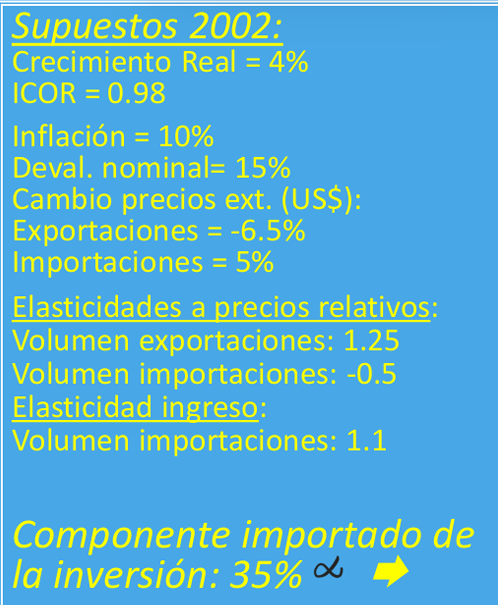 Supuestos 2002:
Crecimiento Real = 4%
ICOR = 0.98
Inflación = 10%
Deval. nominal= 15%
Cambio precios ext. (US$):
Exportaciones = -6.5%
Importaciones = 5%
Elasticidades a precios relativos:
Volumen exportaciones: 1.25
Volumen importaciones: -0.5
Elasticidad ingreso:
Volumen importaciones: 1.1
Componente importado de
la inversión: 35% α